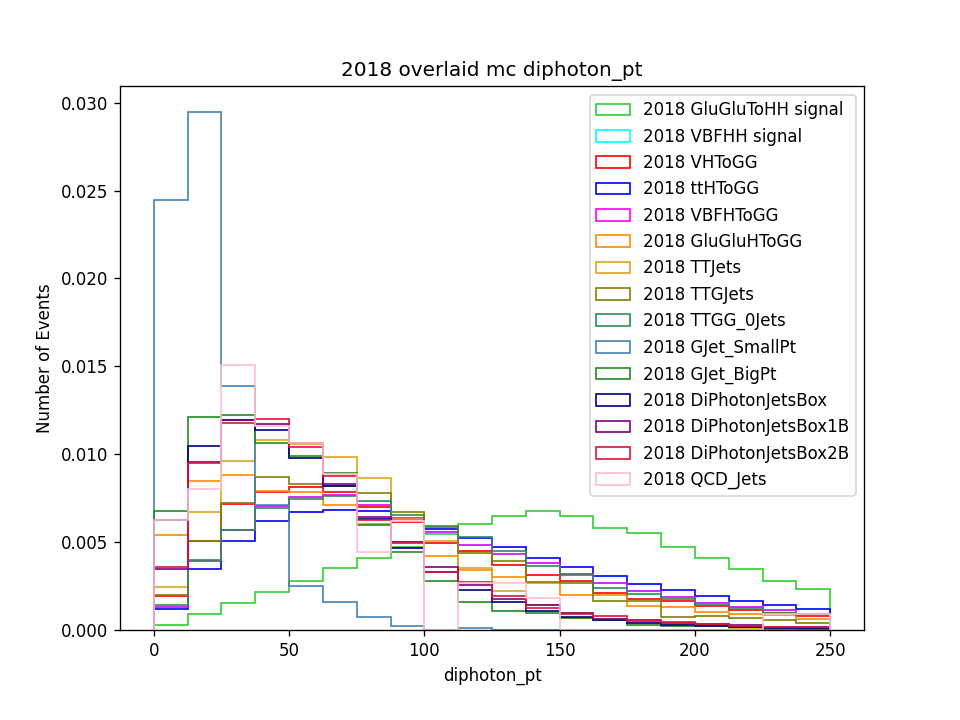 2018 overlaid mc diphoton_pt
0.030
0.025
0.020
0.015
0.010
0.005
0.000
Number of Events
0
50
100
150
200
250
diphoton_pt
2018 GluGluToHH signal
2018 VBFHH signal
2018 VHToGG
2018 ttHToGG
2018 VBFHToGG
2018 GluGluHToGG
2018 TTJets
2018 TTGJets
2018 TTGG_0Jets
2018 GJet_SmallPt
2018 GJet_BigPt
2018 DiPhotonJetsBox
2018 DiPhotonJetsBox1B
2018 DiPhotonJetsBox2B
2018 QCD_Jets